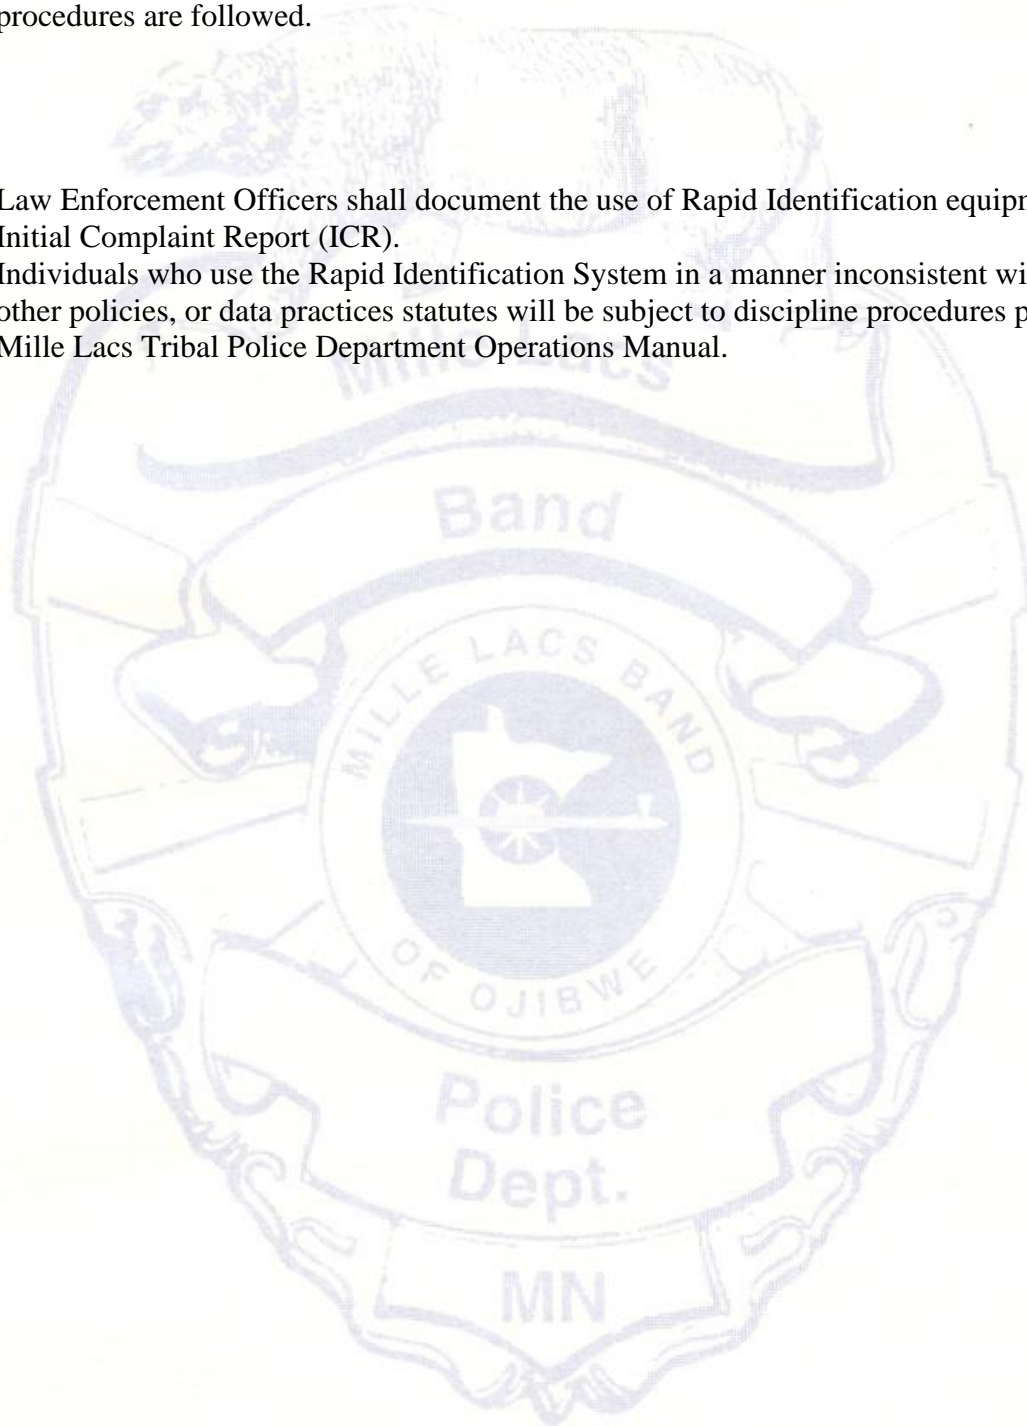 procedures are followed.
Law Enforcement Officers shall document the use of Rapid Identification
Initial Complaint Report (ICR).
Individuals who use the Rapid Identification System in a manner inconsistent
other policies, or data practices statutes will be subject to discipline procedures
Mille Lacs Tribal Police Department Operations Manual.
Mille Lacs
Band
MILLE LACS BAND
OF OJIBWE
Police
Dept.
MN